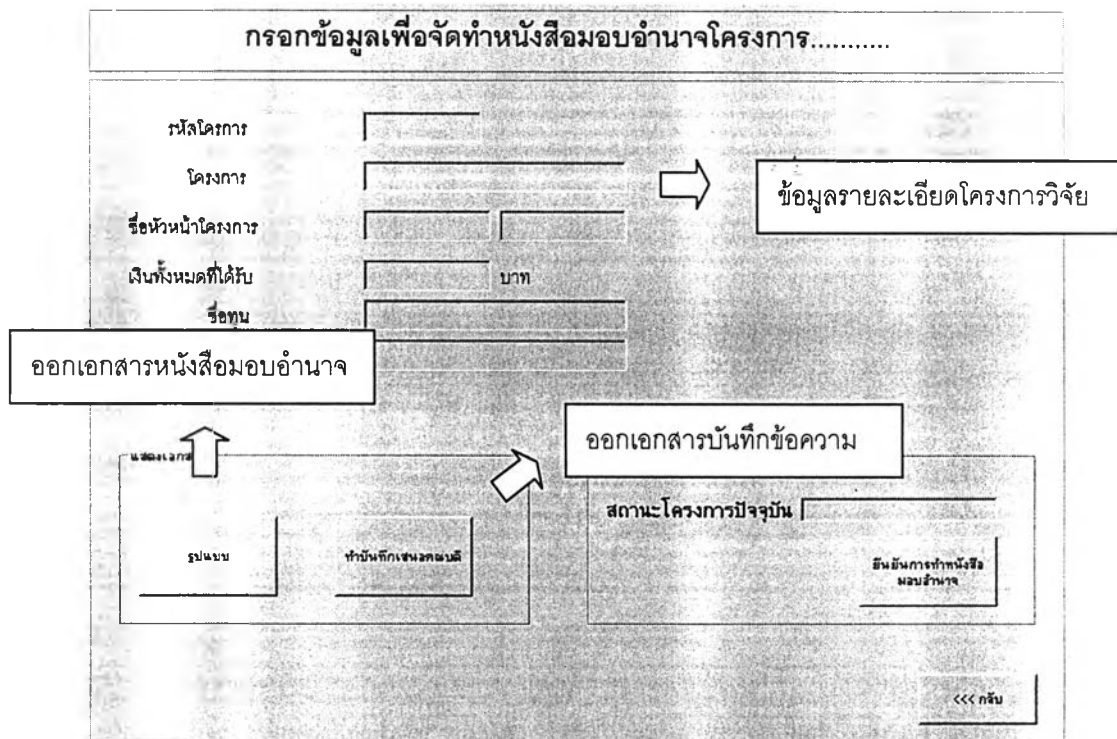 กรอกข้อมูลเพื่อจัดทำหนังสือมอบอำนาจโครงการ...........
รหัสโครการ
โครงการ
ข้อมูลรายละเอียดโครงการวิจัย
ชื่อหัวหน้าโครงการ
เงินทั้งหมดที่ได้รับ บาท
ชื่อทุน
ออกเอกสารหนังสือมอบอำนาจ
ออกเอกสารบันทึกข้อความ
แสดงเอกส
สถานะโครงการปัจจุบัน
รูปแบบ
ทำบันทึกเสนอคณบดี
ยืนยันการทำหนังสือ
มอบอำนาจ
<<< กลับ